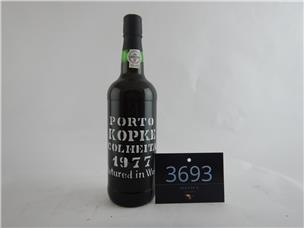 PORTO
KOPKE
COLHEITA
1977
3693